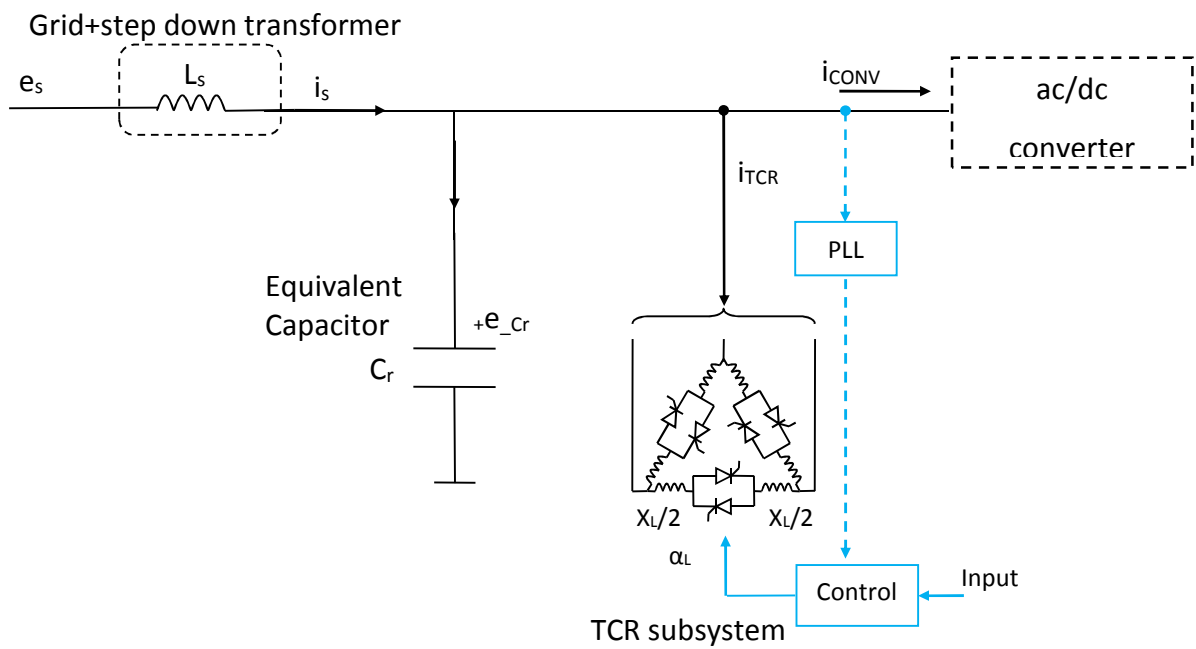 Grid+step down transformer
Ls
es
is
iCONV
ac/dc
converter
iTCR
PLL
Equivalent
Capacitor
+e_Cr
Cr
XL/2
XL/2
αL
Control
Input
TCR subsystem